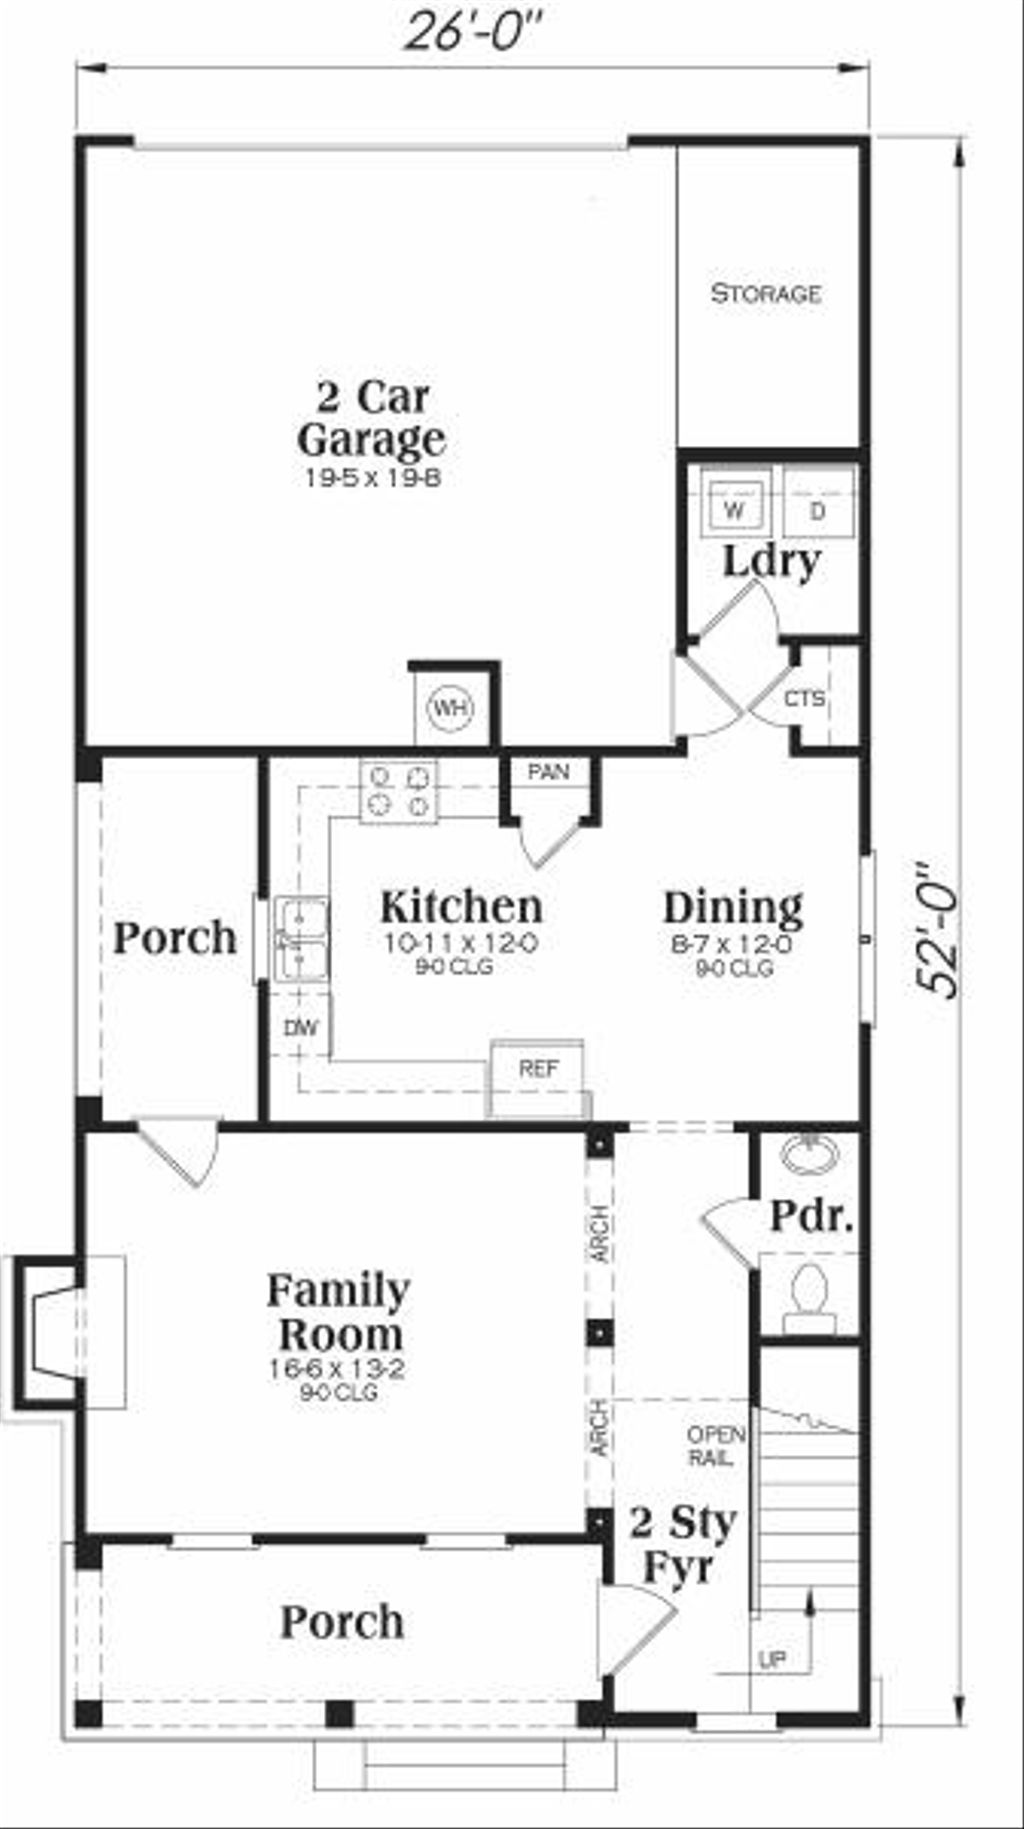 26'-0"
STORAGE
2 Car
Garage
19-5 x 19-8
W
D
Ldry
CTS
WH
PAN
Kitchen
10-11 x 12-0
9-0 CLG
Dining
8-7 x 12-0
9-0 CLG
Porch
52'-0"
DW
REF
Pdr.
ARCH
Family
Room
16-6 x 13-2
9-0 CLG
ARCH
OPEN
RAIL
2 Sty
Fyr
Porch
UP